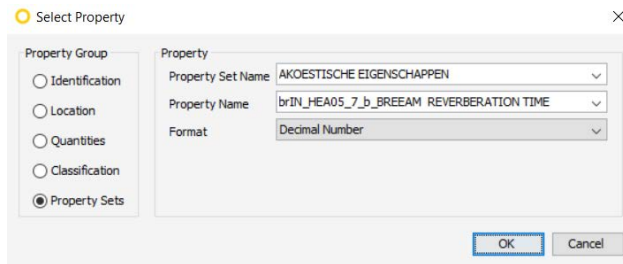 Select Property
Property Group
Identification
Location
Quantities
Classification
Property Sets
Property
Property Set Name AKOESTISCHE EIGENSCHAPPEN
Property Name brIN_HEA05_7_b_BREEAM REVERBERATION TIME
Format Decimal Number
OK Cancel